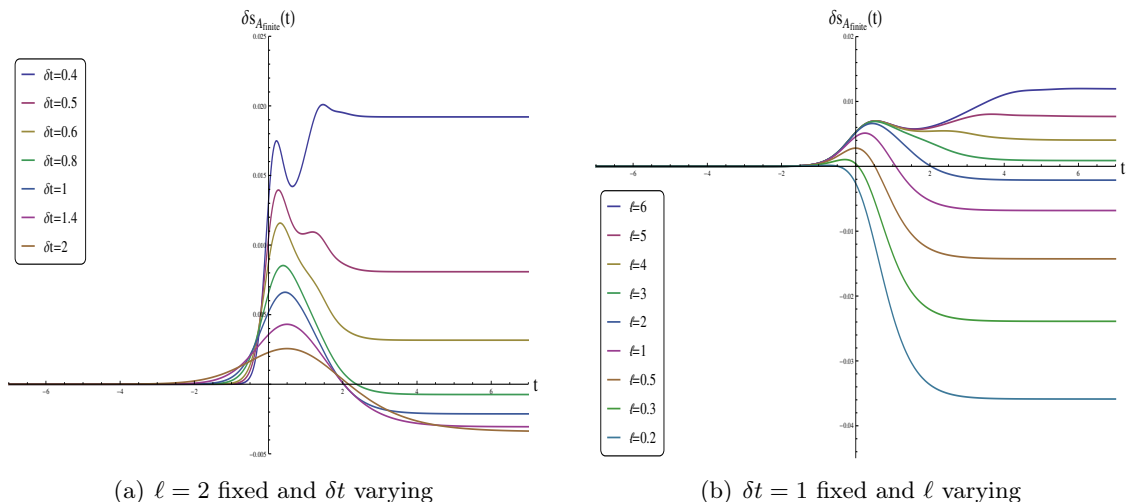 δs_{A_finite}(t)
δt=0.4
δt=0.5
δt=0.6
δt=0.8
δt=1
δt=1.4
δt=2
0.020
0.015
0.005
-0.005
-6
-4
-2
2
4
6
t
(a) ℓ = 2 fixed and δt varying
δs_{A_finite}(t)
0.02
0.01
-0.01
-0.02
-0.03
-0.04
-6
-4
-2
2
4
6
t
ℓ=6
ℓ=5
ℓ=4
ℓ=3
ℓ=2
ℓ=1
ℓ=0.5
ℓ=0.3
ℓ=0.2
(b) δt = 1 fixed and ℓ varying